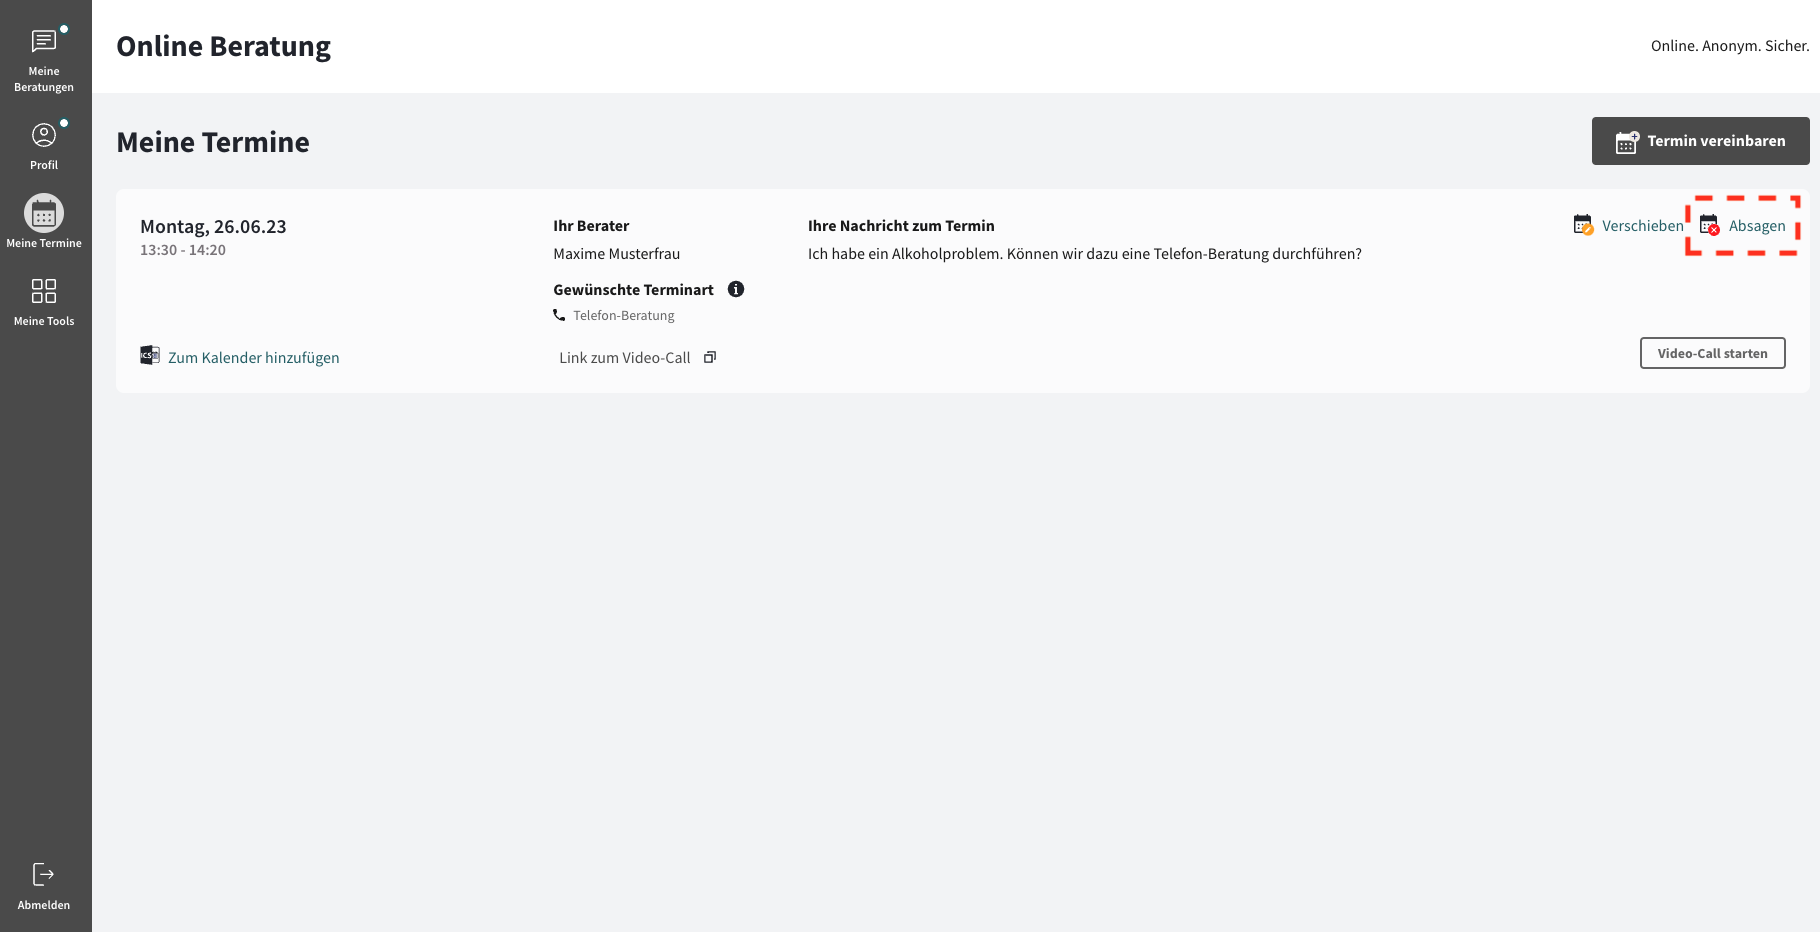 Meine
Beratungen
Profil
Meine Termine
Meine Tools
Abmelden
Online Beratung
Online. Anonym. Sicher.
Meine Termine
Termin vereinbaren
Montag, 26.06.23
13:30 - 14:20
Ihr Berater
Maxime Musterfrau
Gewünschte Terminart
Telefon-Beratung
Ihre Nachricht zum Termin
Ich habe ein Alkoholproblem. Können wir dazu eine Telefon-Beratung durchführen?
Verschieben
Absagen
ICS
Zum Kalender hinzufügen
Link zum Video-Call
Video-Call starten